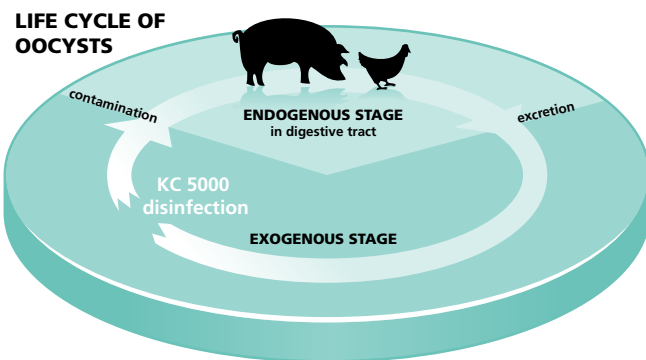 LIFE CYCLE OF
OOCYSTS
contamination
ENDOGENOUS STAGE
in digestive tract
excretion
KC 5000
disinfection
EXOGENOUS STAGE